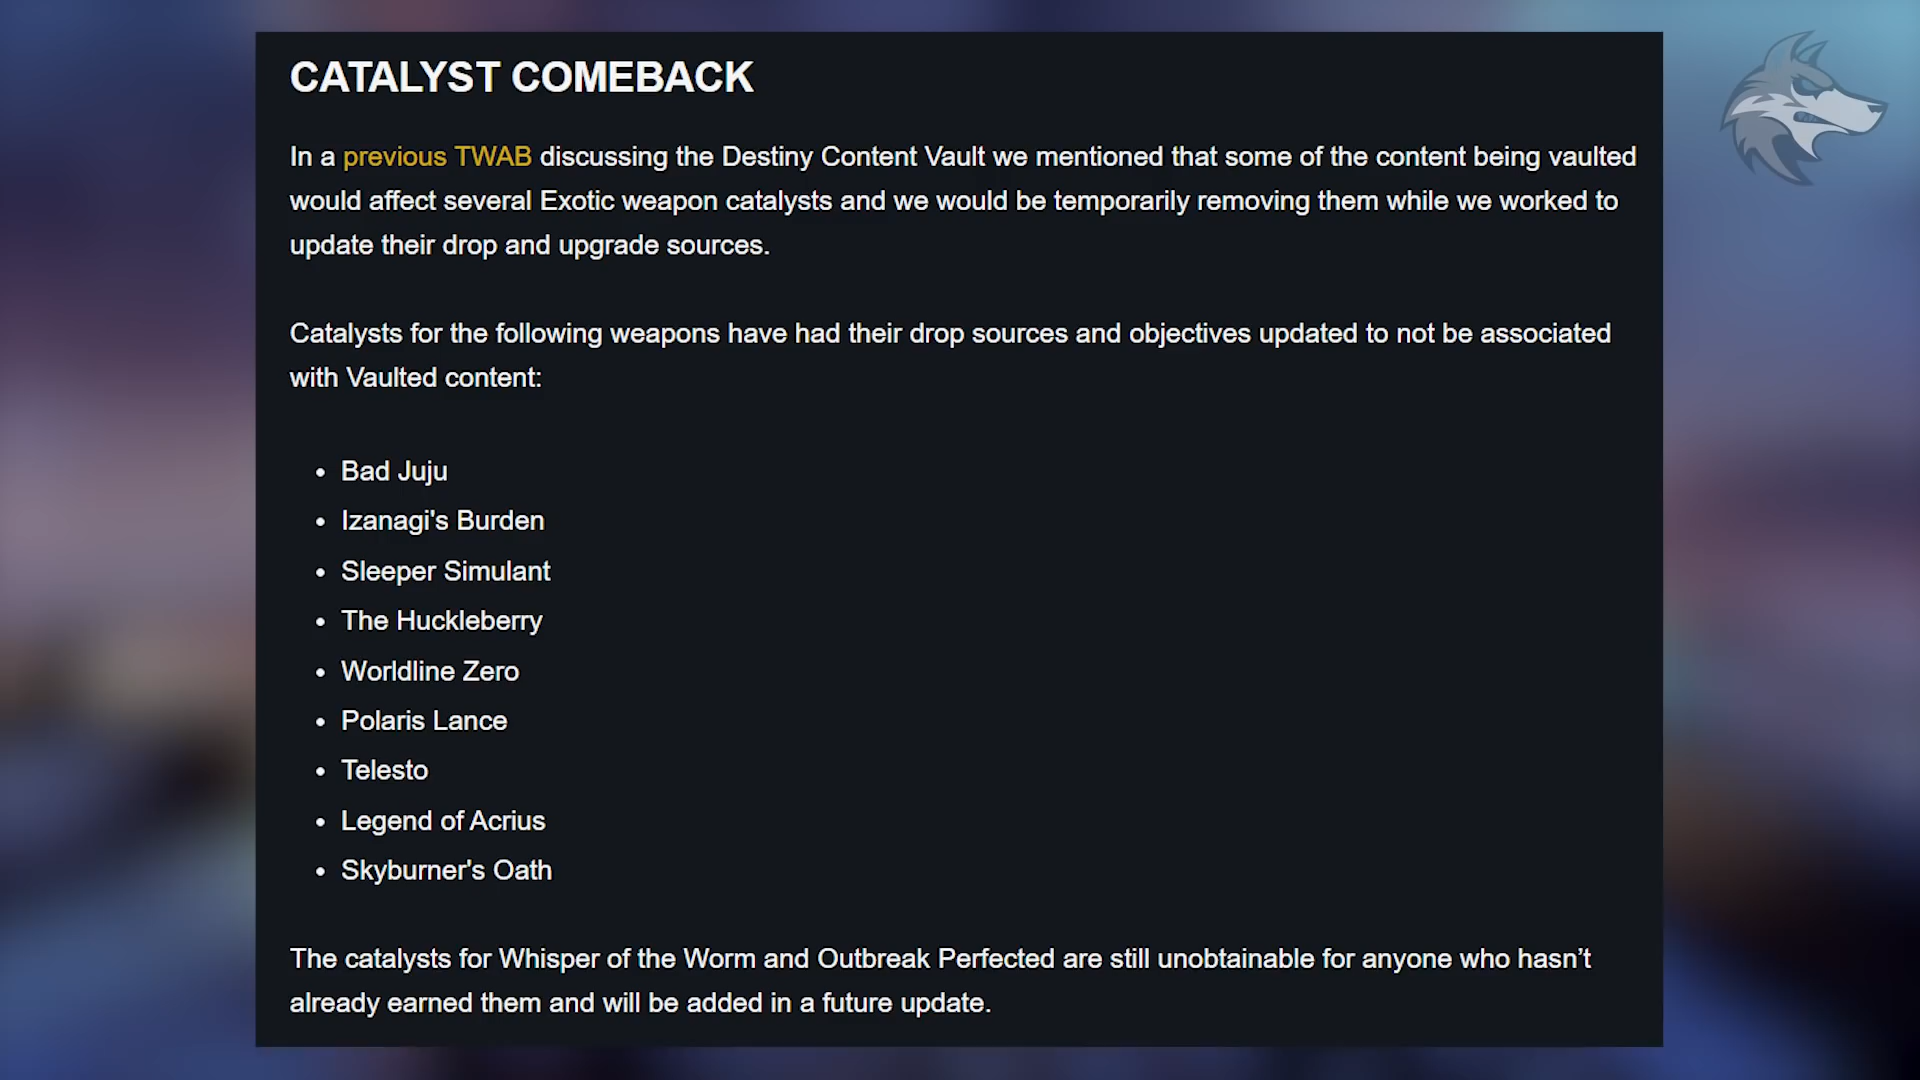 CATALYST COMEBACK
In a previous TWAB discussing the Destiny Content Vault we mentioned that some of the content being vaulted
would affect several Exotic weapon catalysts and we would be temporarily removing them while we worked to
update their drop and upgrade sources.
Catalysts for the following weapons have had their drop sources and objectives updated to not be associated
with Vaulted content:
• Bad Juju
• Izanagi's Burden
• Sleeper Simulant
• The Huckleberry
• Worldline Zero
• Polaris Lance
• Telesto
• Legend of Acrius
• Skyburner's Oath
The catalysts for Whisper of the Worm and Outbreak Perfected are still unobtainable for anyone who hasn’t
already earned them and will be added in a future update.